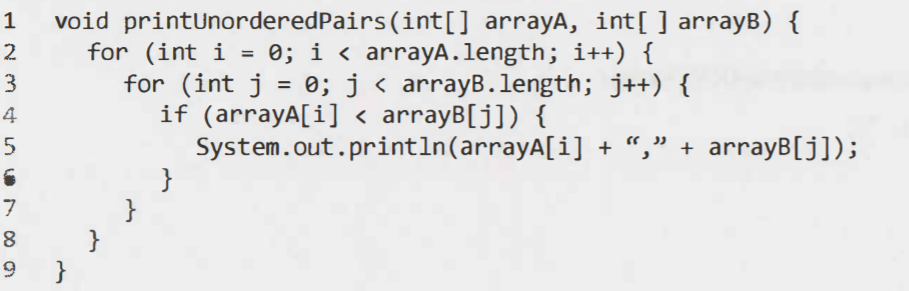 1 void printUnorderedPairs(int[] arrayA, int[ ] arrayB) {
2 for (int i = 0; i < arrayA.length; i++) {
3 for (int j = 0; j < arrayB.length; j++) {
4 if (arrayA[i] < arrayB[j]) {
5 System.out.println(arrayA[i] + “,” + arrayB[j]);
6 }
7 }
8 }
9 }